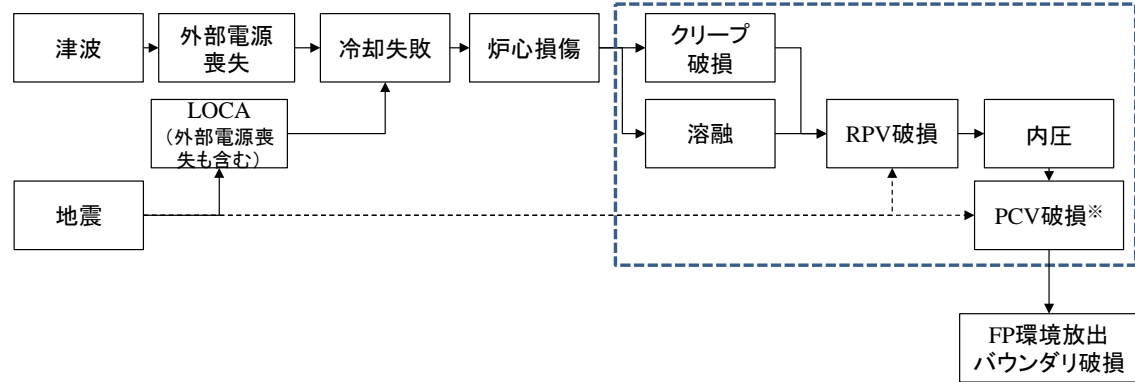 津波
外部電源
喪失
冷却失敗
炉心損傷
クリープ
破損
LOCA
（外部電源喪
失も含む）
溶融
RPV破損
内圧
地震
PCV破損※
FP環境放出
バウンダリ破損